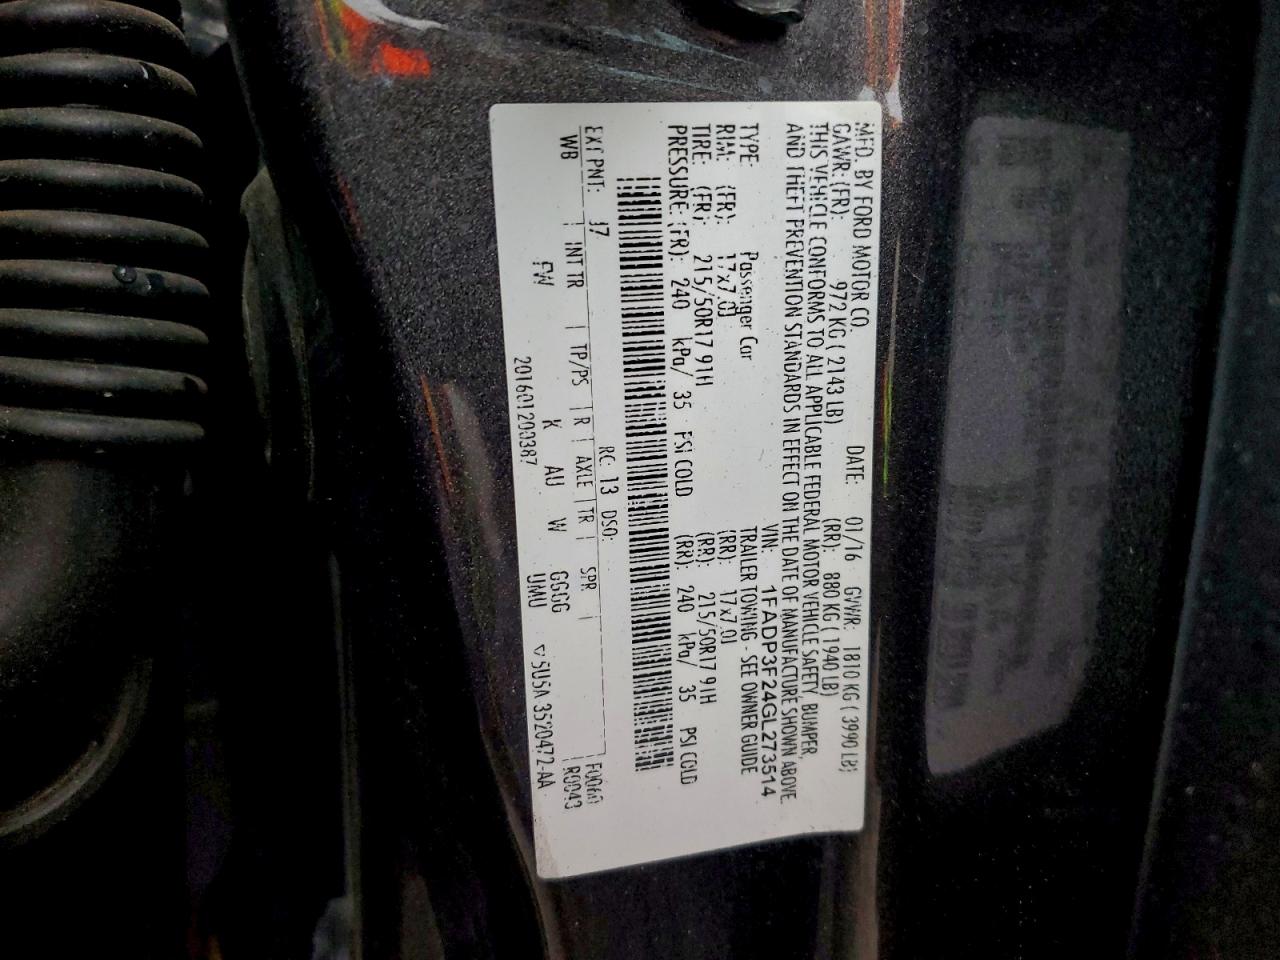 MFD. BY FORD MOTOR CO. DATE: 01/16 GVWR: 1810 KG ( 3990 LB)
GAWR: (FR): 972 KG ( 2143 LB) (RR): 880 KG ( 1940 LB)
THIS VEHICLE CONFORMS TO ALL APPLICABLE FEDERAL MOTOR VEHICLE SAFETY, BUMPER,
AND THEFT PREVENTION STANDARDS IN EFFECT ON THE DATE OF MANUFACTURE SHOWN ABOVE.
VIN: 1FADP3F24GL273514
TYPE: Passenger Car TRAILER TOWING - SEE OWNER GUIDE
RIM: (FR): 17x7.0J (RR): 17x7.0J
TIRE: (FR): 215/50R17 91H (RR): 215/50R17 91H
PRESSURE: (FR): 240 kPa/ 35 PSI COLD (RR): 240 kPa/ 35 PSI COLD
RC: 13 DSO:
EXT PNT: J7 F0060
WB INT TR TP/PS R AXLE TR SPR R0043
FW K AU W GGGG
201601200387 UMU 5U5A 3520472-AA